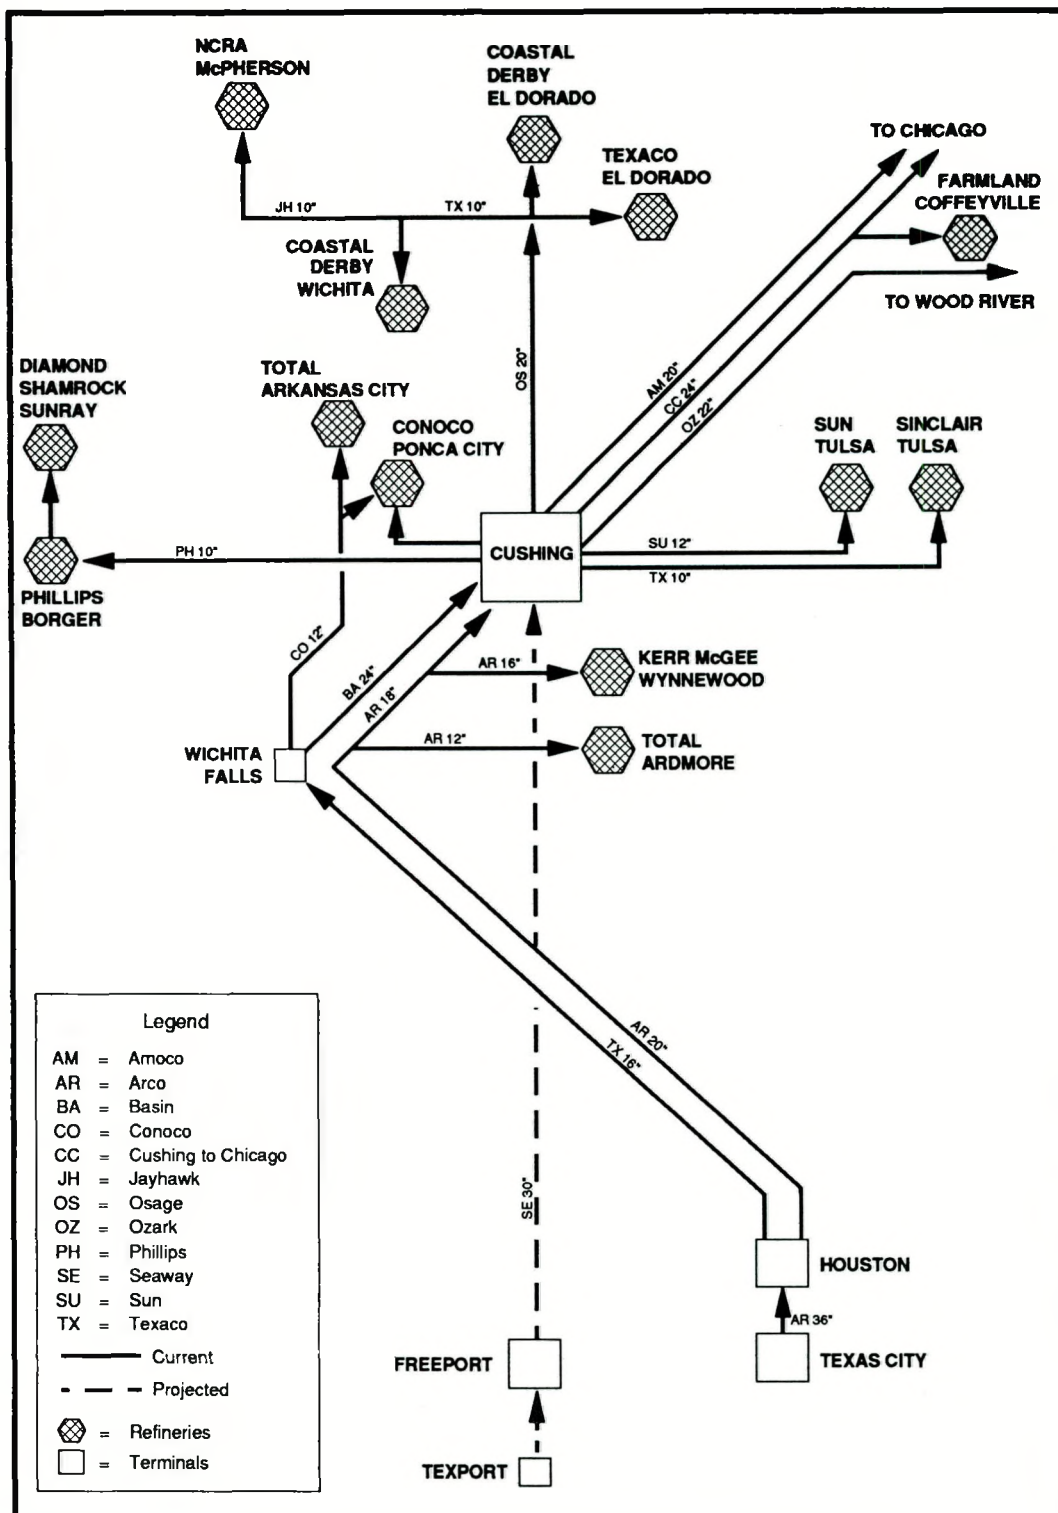 NCRA
McPHERSON
COASTAL
DERBY
EL DORADO
TO CHICAGO
TEXACO
EL DORADO
FARMLAND
COFFEYVILLE
JH 10"
TX 10"
COASTAL
DERBY
WICHITA
TO WOOD RIVER
OS 20"
AM 20"
CC 24"
OZ 22"
DIAMOND
SHAMROCK
SUNRAY
TOTAL
ARKANSAS CITY
CONOCO
PONCA CITY
SUN
TULSA
SINCLAIR
TULSA
PH 10"
CUSHING
SU 12"
TX 10"
PHILLIPS
BORGER
CO 12"
BA 24"
AR 18"
AR 16"
KERR McGEE
WYNNEWOOD
AR 12"
TOTAL
ARDMORE
WICHITA
FALLS
AR 20"
TX 16"
SE 30"
HOUSTON
AR 36"
TEXAS CITY
FREEPORT
TEXPORT
Legend
AM = Amoco
AR = Arco
BA = Basin
CO = Conoco
CC = Cushing to Chicago
JH = Jayhawk
OS = Osage
OZ = Ozark
PH = Phillips
SE = Seaway
SU = Sun
TX = Texaco
Current
Projected
= Refineries
= Terminals